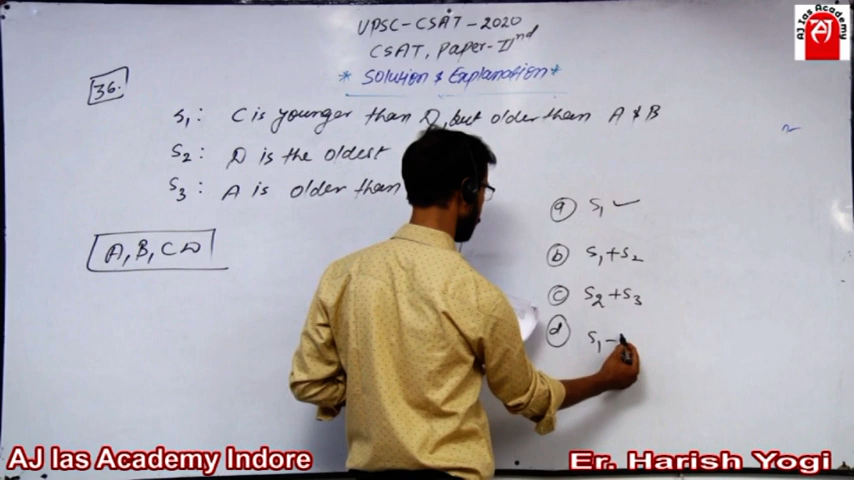 UPSC-CSAT-2020
CSAT, Paper-IInd
* Solution & Explanation *
36.
S1: C is younger than D, but older than A & B
S2: D is the oldest
S3: A is older than
A, B, C D
a S1 ✓
b S1+S2
c S2+S3
d S1-
AJ Ias Academy
AJ
AJ Ias Academy Indore
Er. Harish Yogi